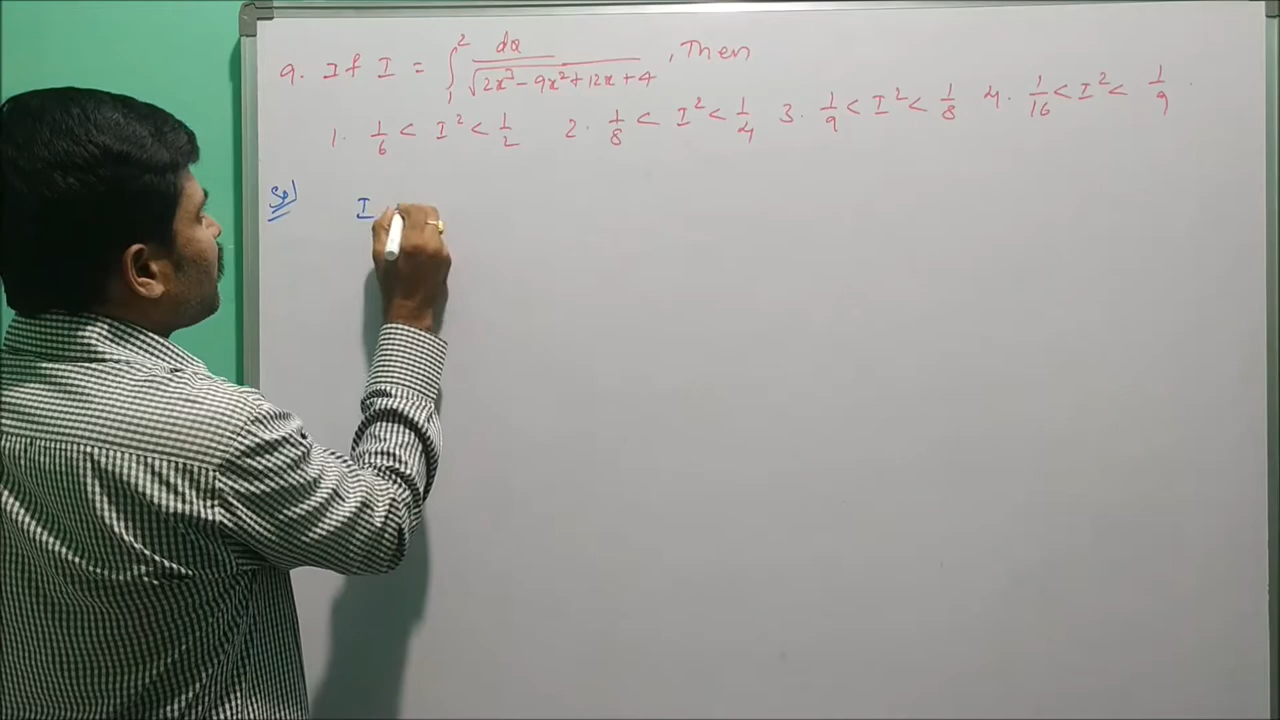 9. If I = ∫₁² dx / √(2x³ - 9x² + 12x + 4) , Then
1. 1/6 < I² < 1/2 2. 1/8 < I² < 1/4 3. 1/9 < I² < 1/8 4. 1/16 < I² < 1/9 .
Sol I